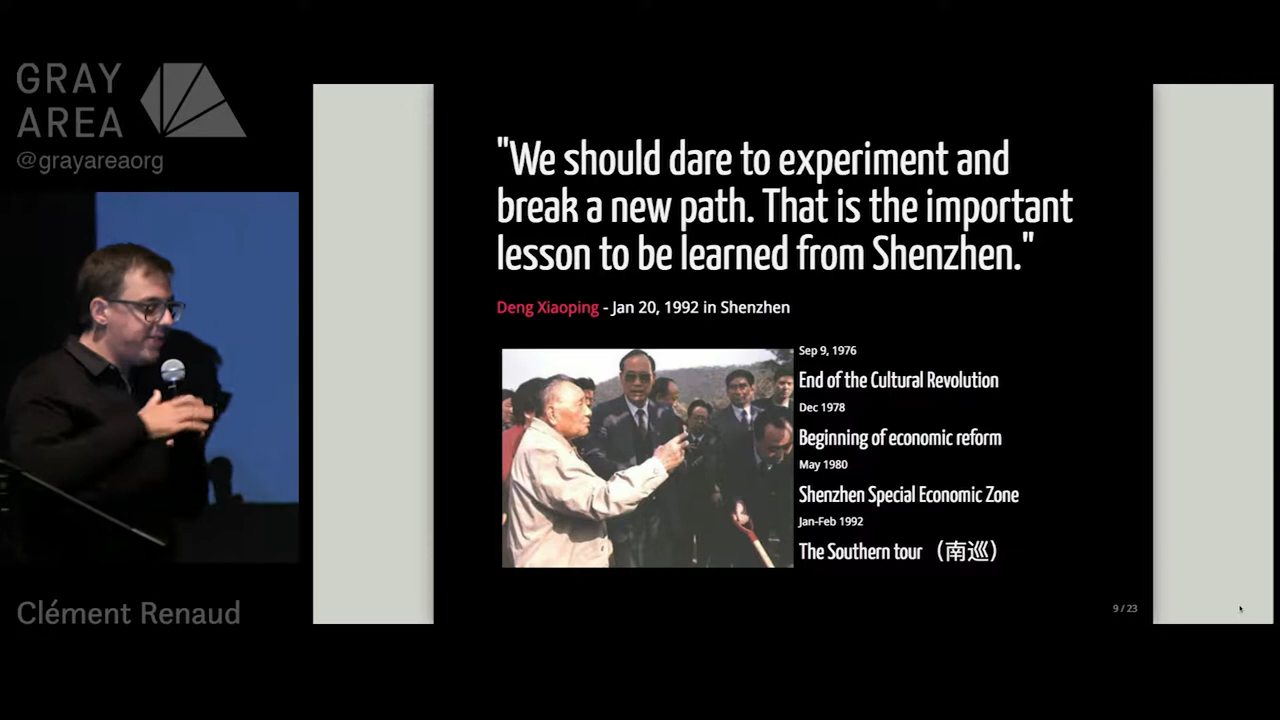 GRAY
AREA
@grayareaorg
"We should dare to experiment and
break a new path. That is the important
lesson to be learned from Shenzhen."
Deng Xiaoping - Jan 20, 1992 in Shenzhen
Sep 9, 1976
End of the Cultural Revolution
Dec 1978
Beginning of economic reform
May 1980
Shenzhen Special Economic Zone
Jan-Feb 1992
The Southern tour （南巡）
9 / 23
Clément Renaud